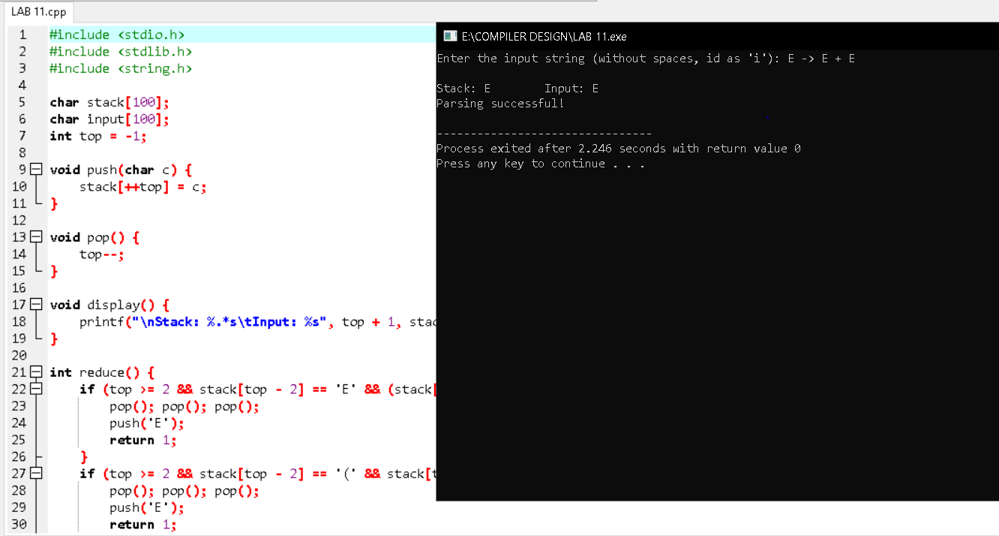 LAB 11.cpp
1 #include <stdio.h>
2 #include <stdlib.h>
3 #include <string.h>
4
5 char stack[100];
6 char input[100];
7 int top = -1;
8
9 void push(char c) {
10 stack[++top] = c;
11 }
12
13 void pop() {
14 top--;
15 }
16
17 void display() {
18 printf("\nStack: %.*s\tInput: %s", top + 1, stac
19 }
20
21 int reduce() {
22 if (top >= 2 && stack[top - 2] == 'E' && (stack[
23 pop(); pop(); pop();
24 push('E');
25 return 1;
26 }
27 if (top >= 2 && stack[top - 2] == '(' && stack[t
28 pop(); pop(); pop();
29 push('E');
30 return 1;
E:\COMPILER DESIGN\LAB 11.exe
Enter the input string (without spaces, id as 'i'): E -> E + E
Stack: E Input: E
Parsing successful!
--------------------------------
Process exited after 2.246 seconds with return value 0
Press any key to continue . . .